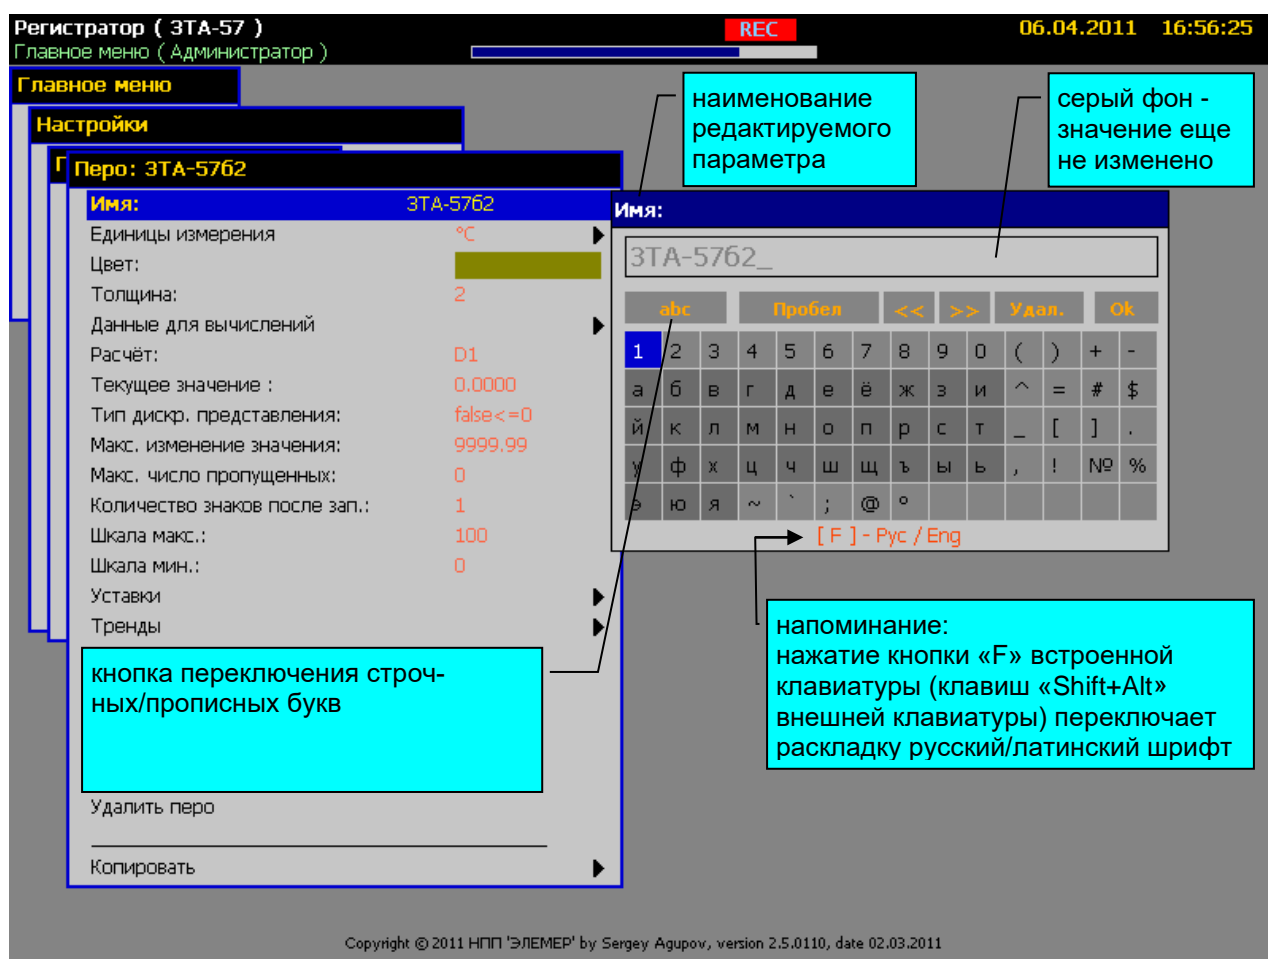 Регистратор ( ЗТА-57 )
REC
06.04.2011 16:56:25
Главное меню ( Администратор )
Главное меню
Настройки
П
Перо: ЗТА-57б2
Имя: ЗТА-57б2
Единицы измерения °C
Цвет:
Толщина: 2
Данные для вычислений
Расчёт: D1
Текущее значение : 0.0000
Тип дискр. представления: false<=0
Макс. изменение значения: 9999.99
Макс. число пропущенных: 0
Количество знаков после зап.: 1
Шкала макс.: 100
Шкала мин.: 0
Уставки
Тренды
кнопка переключения строч-
ных/прописных букв
Удалить перо
Копировать
наименование
редактируемого
параметра
серый фон -
значение еще
не изменено
Имя:
ЗТА-57б2_
abc Пробел << >> Удал. Ok
1 2 3 4 5 6 7 8 9 0 ( ) + -
а б в г д е ё ж з и ^ = # $
й к л м н о п р с т _ [ ] .
у ф х ц ч ш щ ъ ы ь , ! № %
э ю я ~ ` ; @ °
[ F ] - Рус / Eng
напоминание:
нажатие кнопки «F» встроенной
клавиатуры (клавиш «Shift+Alt»
внешней клавиатуры) переключает
раскладку русский/латинский шрифт
Copyright © 2011 НПП 'ЭЛЕМЕР' by Sergey Agupov, version 2.5.0110, date 02.03.2011